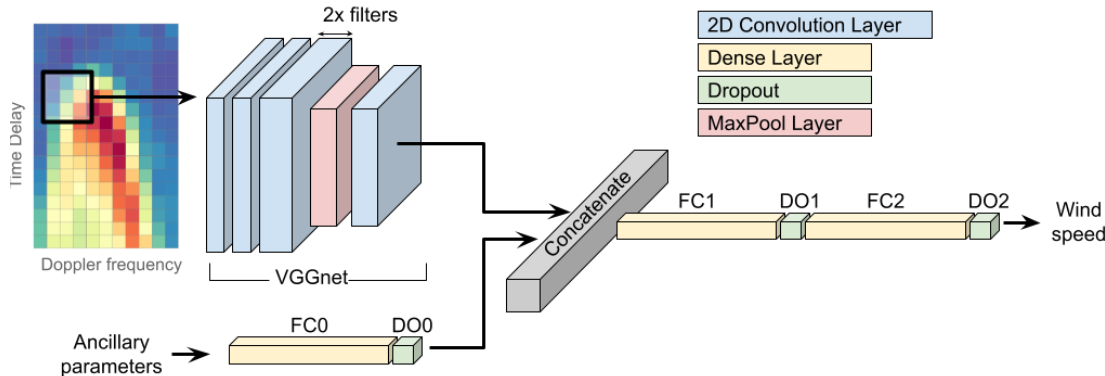 2x filters
Time Delay
Doppler frequency
VGGnet
2D Convolution Layer
Dense Layer
Dropout
MaxPool Layer
Concatenate
FC1
DO1
FC2
DO2
Wind
speed
Ancillary
parameters
FC0
DO0